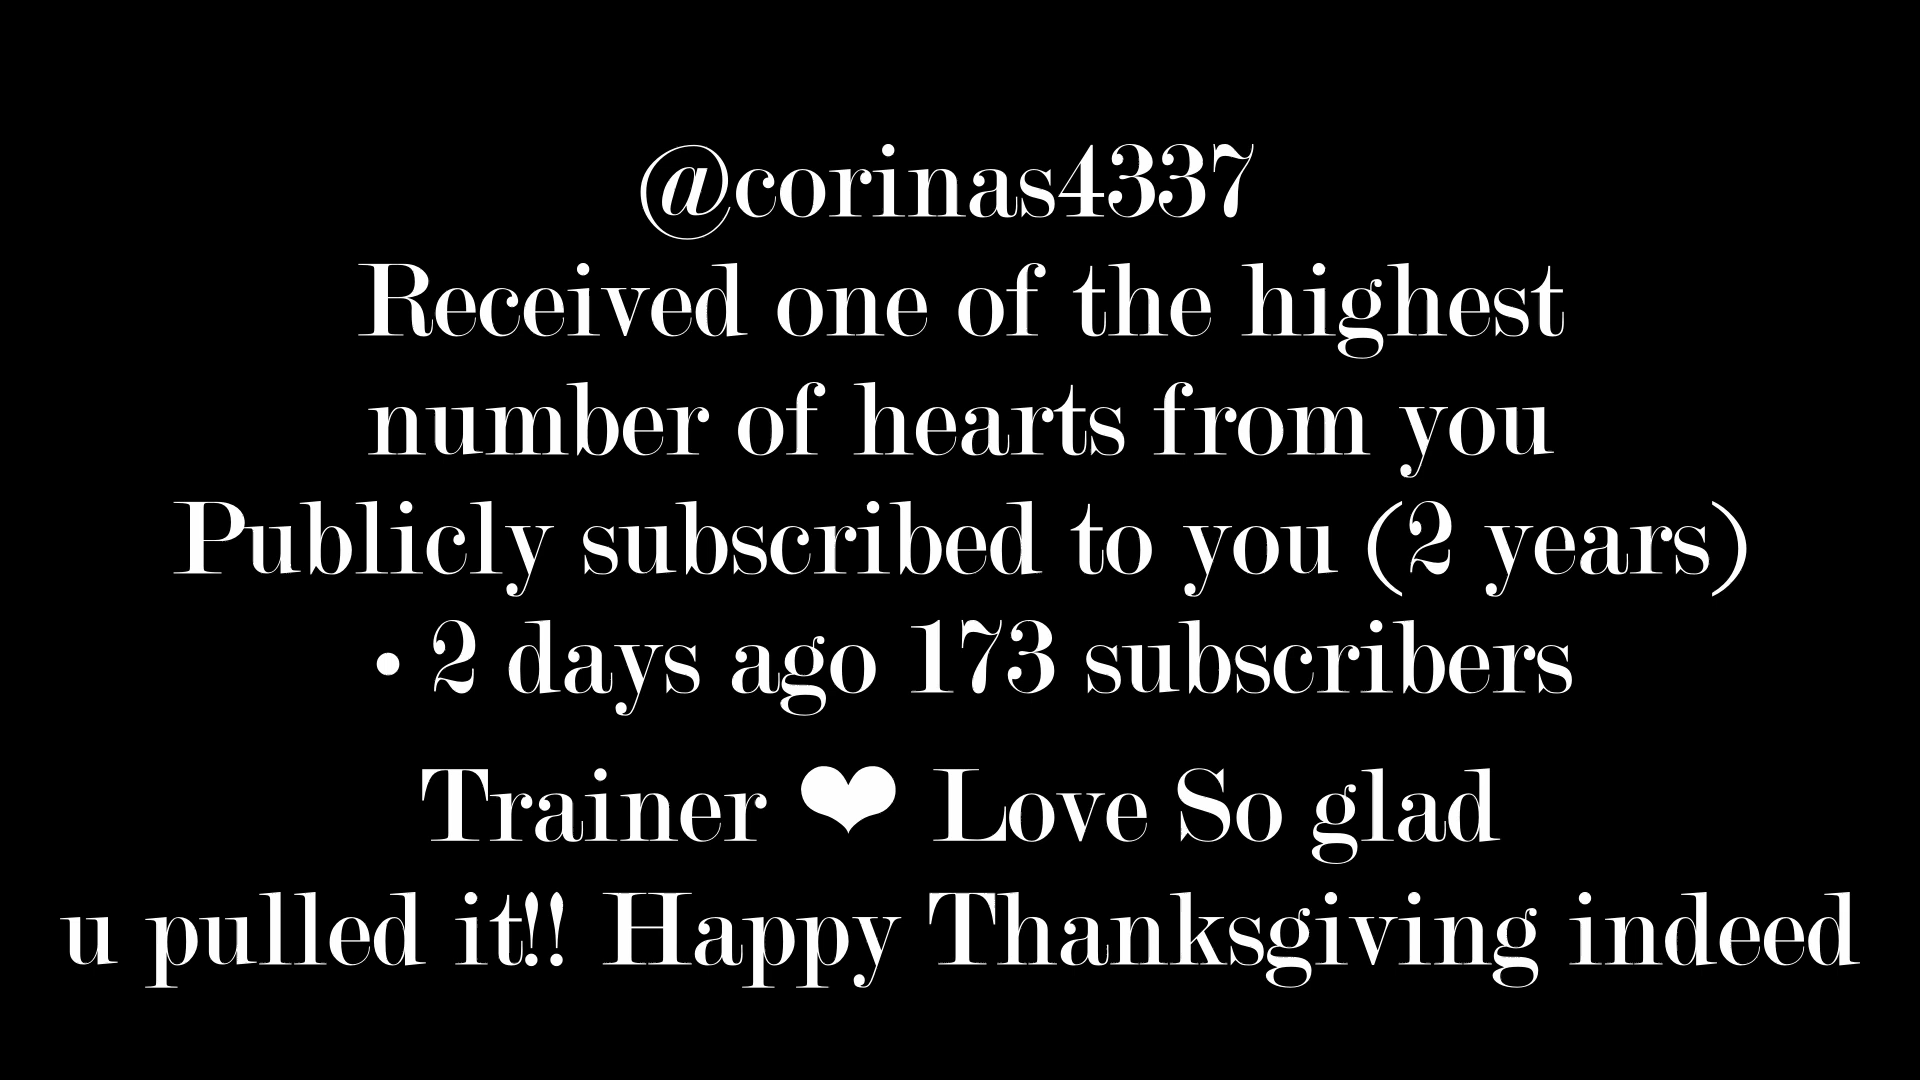 @corinas4337
Received one of the highest
number of hearts from you
Publicly subscribed to you (2 years)
• 2 days ago 173 subscribers
Trainer ❤ Love So glad
u pulled it!! Happy Thanksgiving indeed